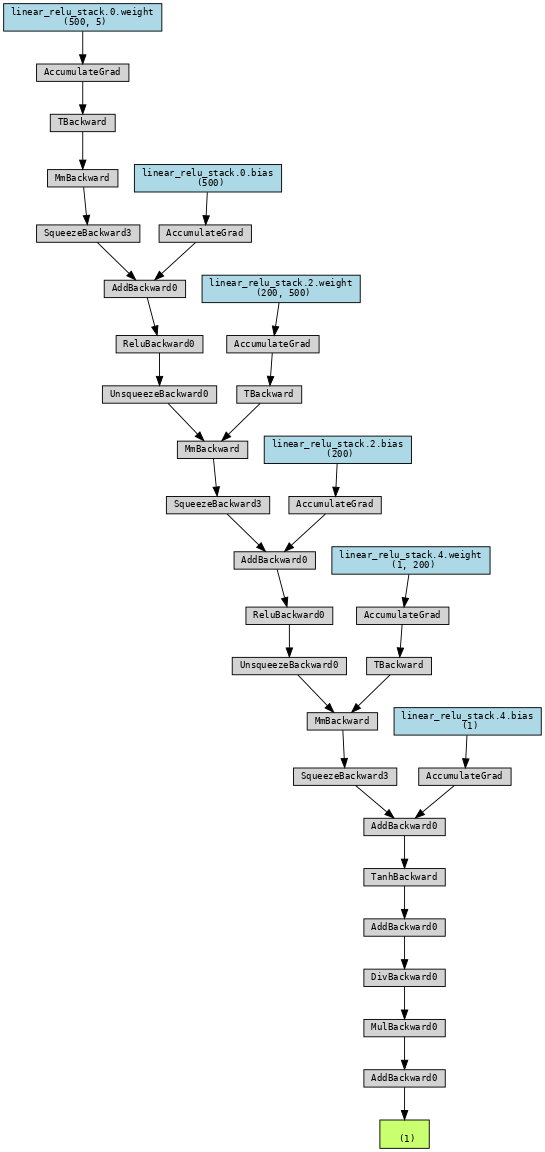 linear_relu_stack.0.weight
(500, 5)
AccumulateGrad
TBackward
MmBackward
linear_relu_stack.0.bias
(500)
SqueezeBackward3
AccumulateGrad
AddBackward0
linear_relu_stack.2.weight
(200, 500)
ReluBackward0
AccumulateGrad
UnsqueezeBackward0
TBackward
MmBackward
linear_relu_stack.2.bias
(200)
SqueezeBackward3
AccumulateGrad
AddBackward0
linear_relu_stack.4.weight
(1, 200)
ReluBackward0
AccumulateGrad
UnsqueezeBackward0
TBackward
MmBackward
linear_relu_stack.4.bias
(1)
SqueezeBackward3
AccumulateGrad
AddBackward0
TanhBackward
AddBackward0
DivBackward0
MulBackward0
AddBackward0
(1)